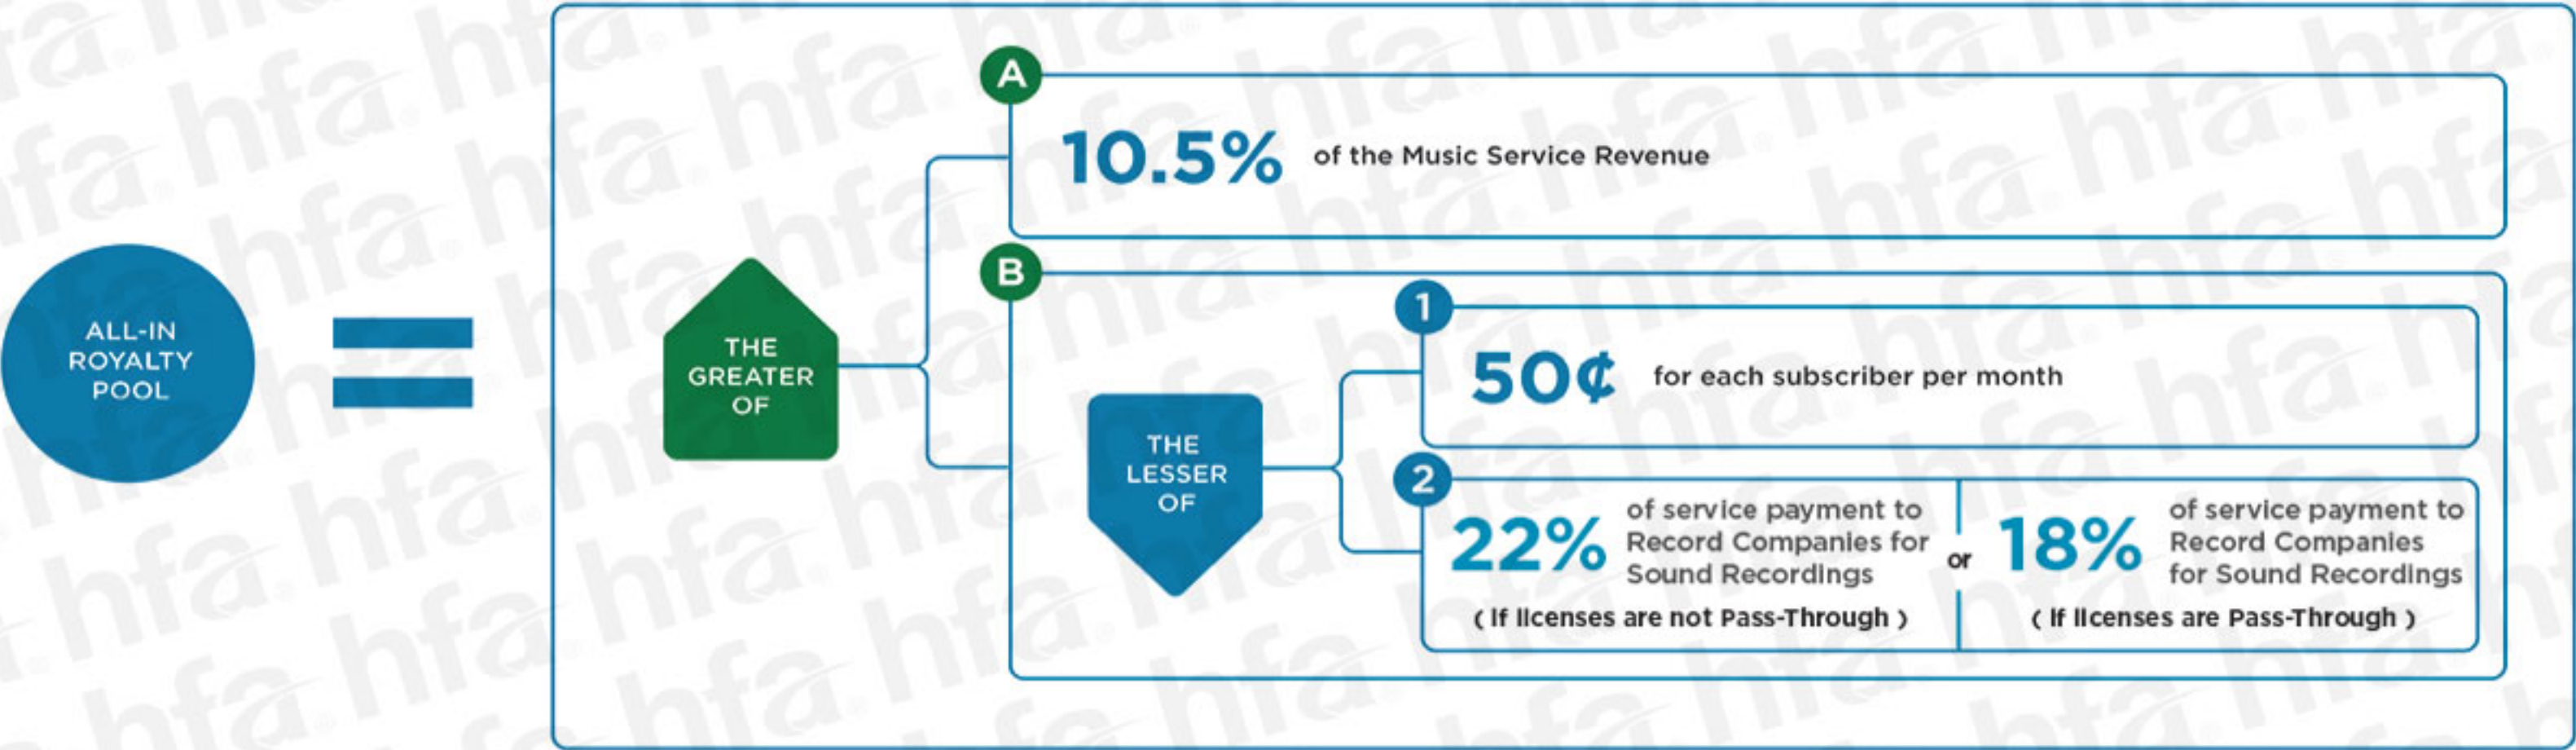 ALL-IN
ROYALTY
POOL
THE
GREATER
OF
A
10.5% of the Music Service Revenue
B
THE
LESSER
OF
1
50¢ for each subscriber per month
2
22%
of service payment to
Record Companies for
Sound Recordings
( If licenses are not Pass-Through )
or
18%
of service payment to
Record Companies
for Sound Recordings
( If licenses are Pass-Through )
hfa